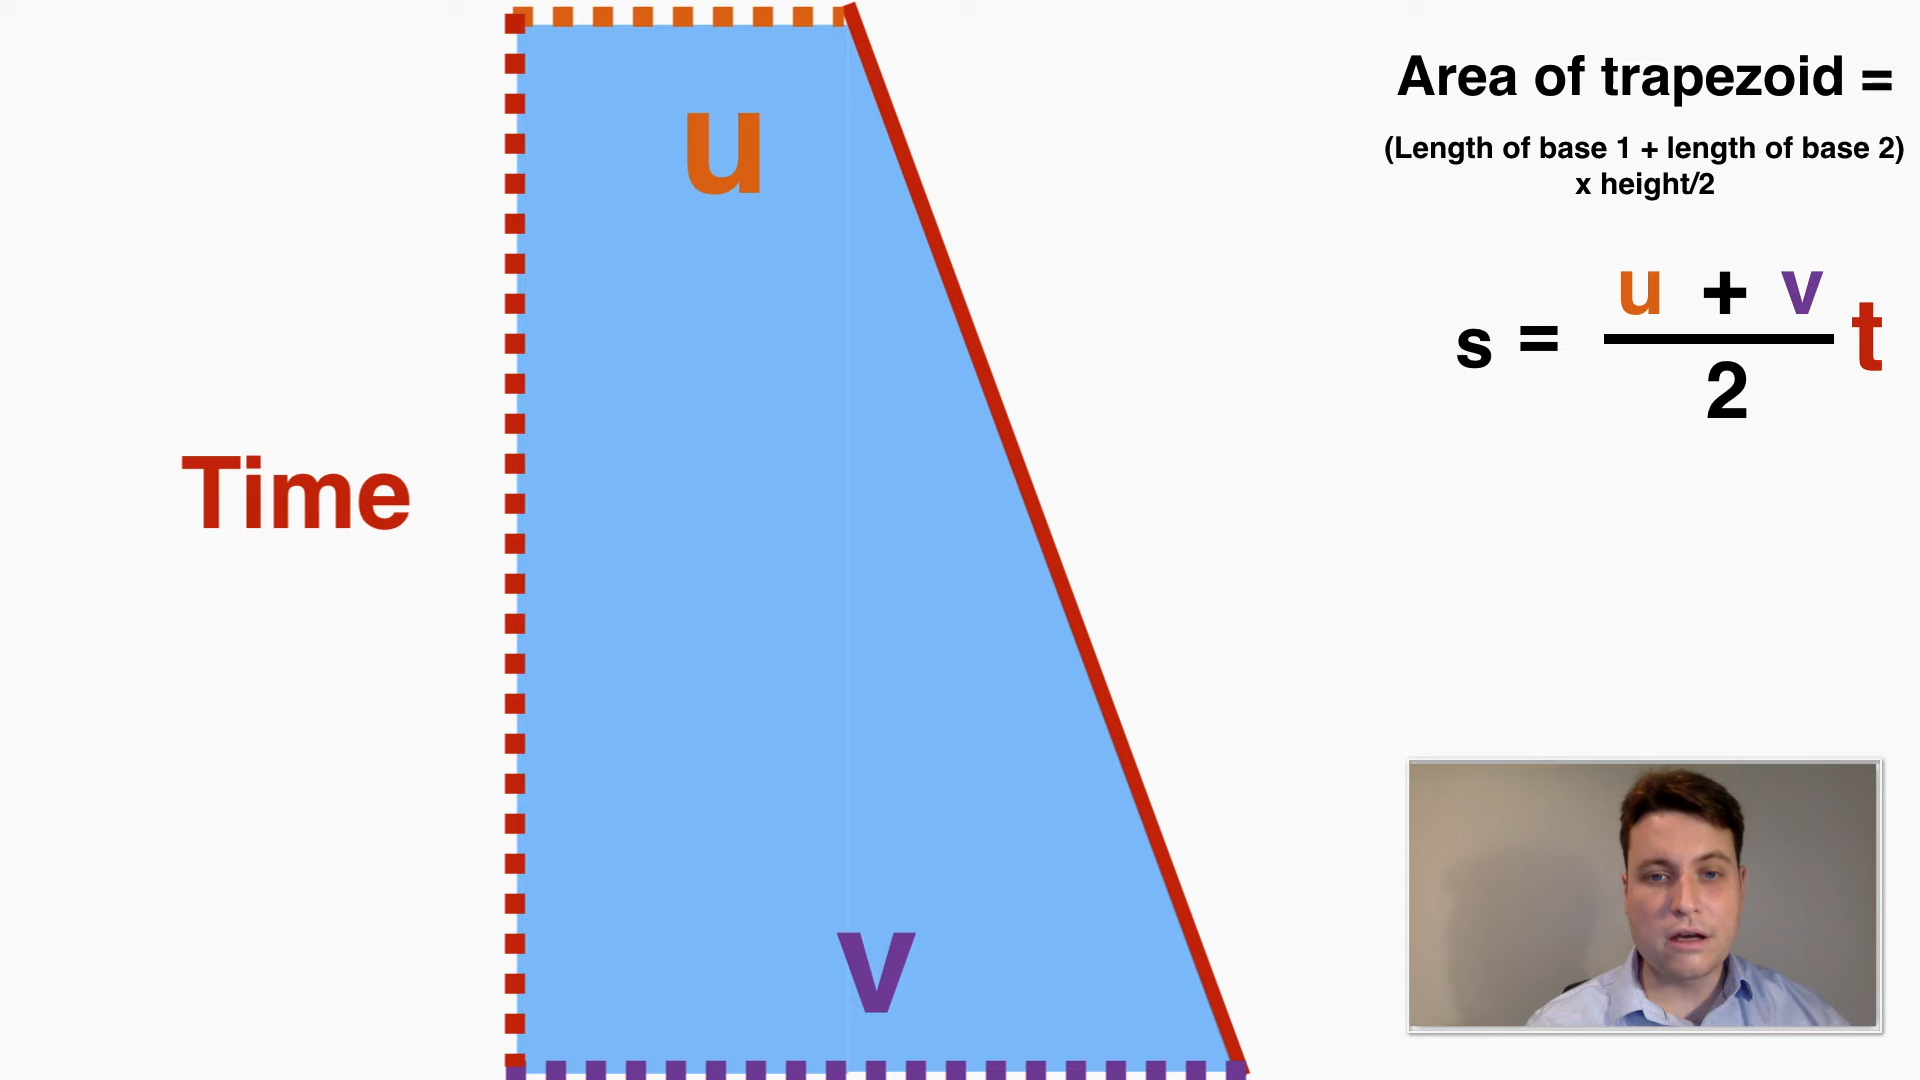 Area of trapezoid =
(Length of base 1 + length of base 2)
x height/2
u
u + v
s = t
2
Time
v